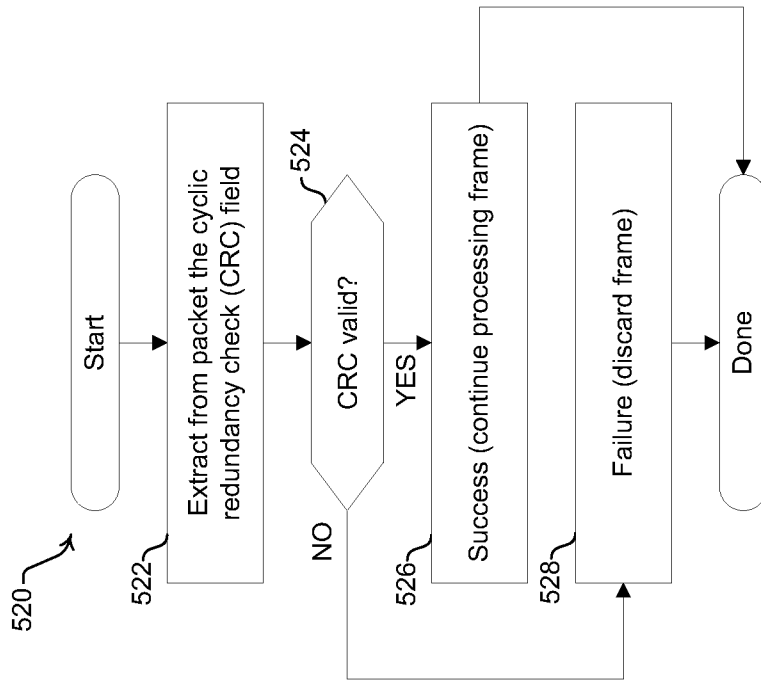 520
Start
522
Extract from packet the cyclic
redundancy check (CRC) field
524
CRC valid?
NO
YES
526
Success (continue processing frame)
528
Failure (discard frame)
Done